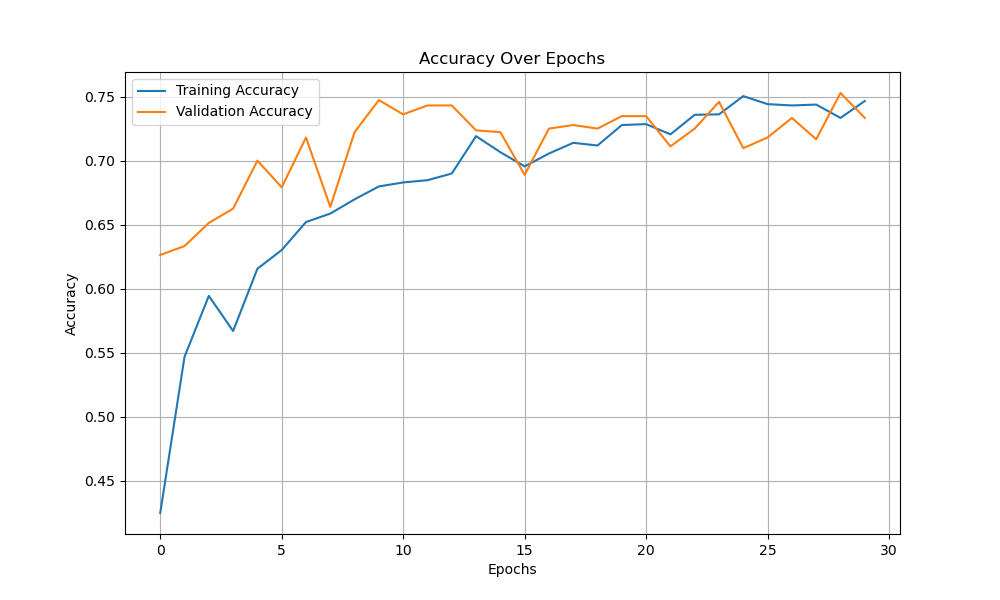 Accuracy Over Epochs
Training Accuracy
Validation Accuracy
0.75
0.70
0.65
0.60
0.55
0.50
0.45
Accuracy
0 5 10 15 20 25 30
Epochs